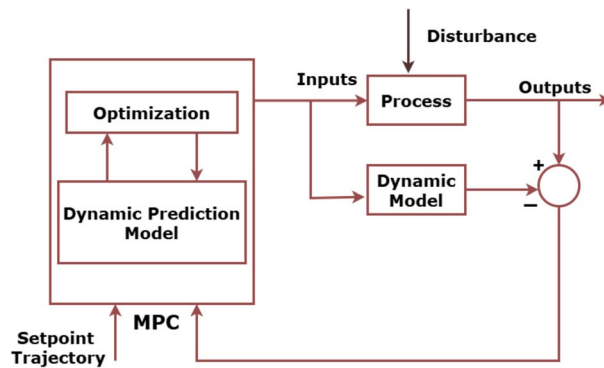 Disturbance
Inputs
Outputs
Optimization
Process
+
Dynamic Prediction
Model
Dynamic
Model
−
MPC
Setpoint
Trajectory